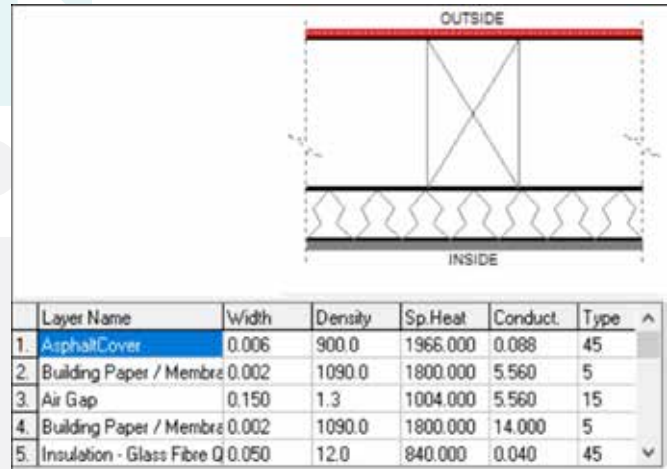 OUTSIDE
INSIDE
Layer Name Width Density Sp.Heat Conduct. Type
1. AsphaltCover 0.006 900.0 1966.000 0.088 45
2. Building Paper / Membra 0.002 1090.0 1800.000 5.560 5
3. Air Gap 0.150 1.3 1004.000 5.560 15
4. Building Paper / Membra 0.002 1090.0 1800.000 14.000 5
5. Insulation - Glass Fibre Q 0.050 12.0 840.000 0.040 45